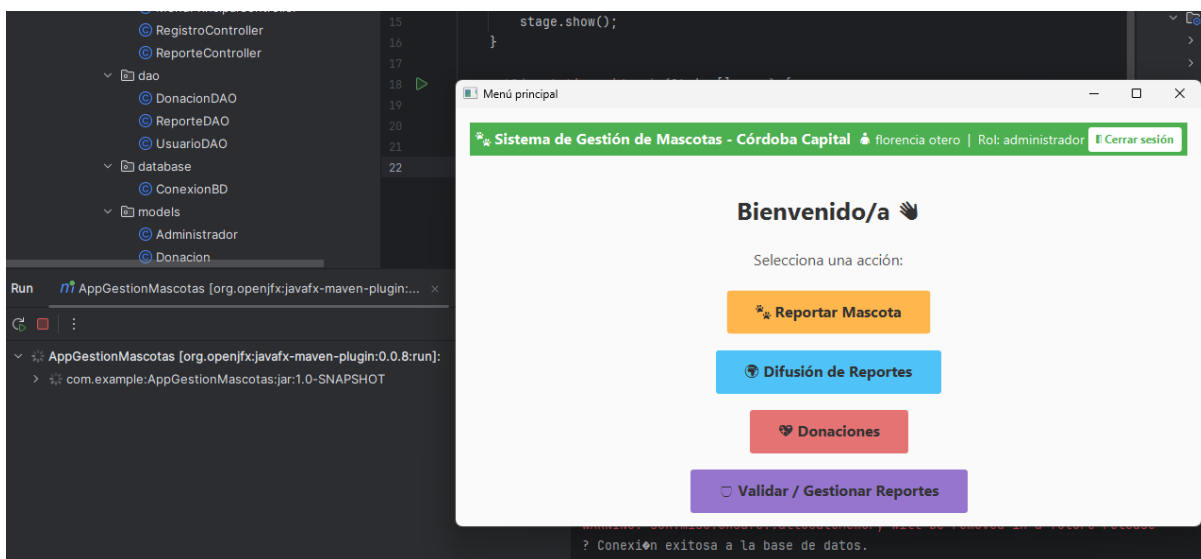 RegistroController
ReporteController
dao
DonacionDAO
ReporteDAO
UsuarioDAO
database
ConexionBD
models
Administrador
Donacion
15 stage.show();
16 }
17
18
19
20
21
22
Menú principal
Sistema de Gestión de Mascotas - Córdoba Capital florencia otero | Rol: administrador Cerrar sesión
Bienvenido/a 👋
Selecciona una acción:
🐾 Reportar Mascota
🌍 Difusión de Reportes
💖 Donaciones
Validar / Gestionar Reportes
Run AppGestionMascotas [org.openjfx:javafx-maven-plugin:...
AppGestionMascotas [org.openjfx:javafx-maven-plugin:0.0.8:run]:
com.example:AppGestionMascotas:jar:1.0-SNAPSHOT
? Conexi�n exitosa a la base de datos.